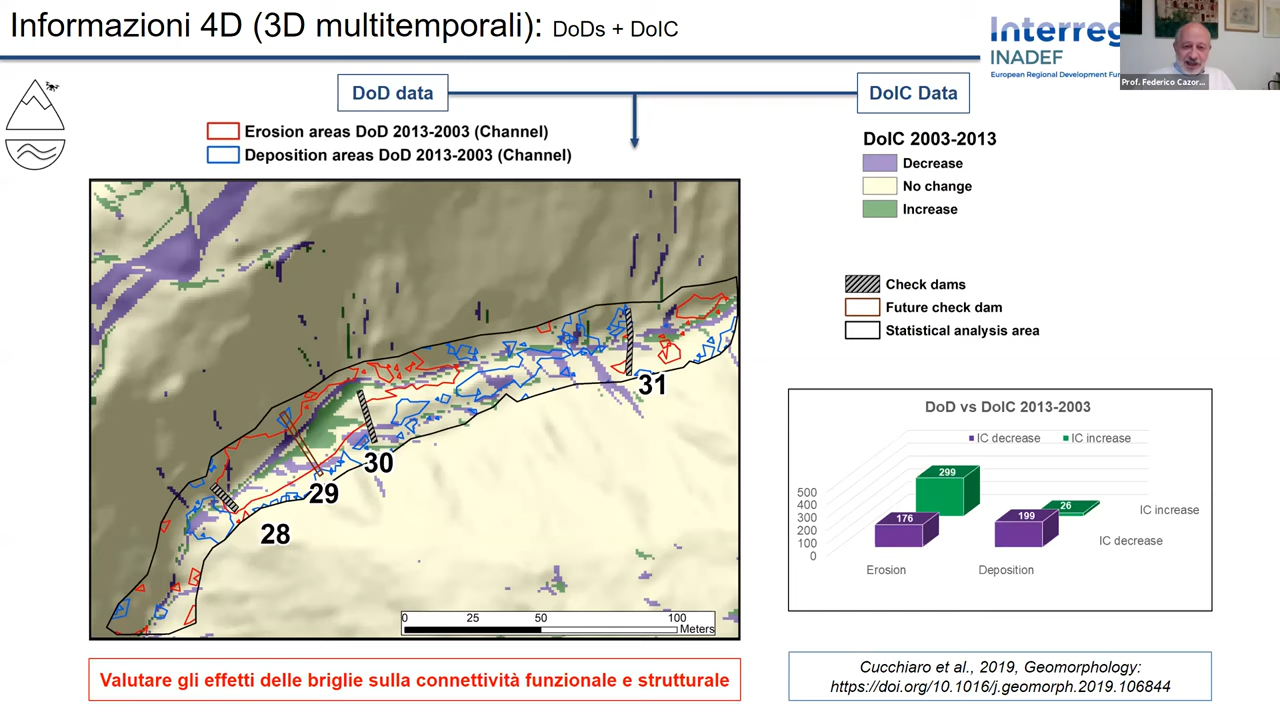 Informazioni 4D (3D multitemporali): DoDs + DoIC
Interreg
INADEF
European Regional Development Fun
Prof. Federico Cazor...
DoD data
DoIC Data
Erosion areas DoD 2013-2003 (Channel)
Deposition areas DoD 2013-2003 (Channel)
DoIC 2003-2013
Decrease
No change
Increase
Check dams
Future check dam
Statistical analysis area
31
30
29
28
0 25 50 100
Meters
DoD vs DoIC 2013-2003
IC decrease IC increase
299
176
199
26
500
400
300
200
100
0
IC increase
IC decrease
Erosion Deposition
Valutare gli effetti delle briglie sulla connettività funzionale e strutturale
Cucchiaro et al., 2019, Geomorphology:
https://doi.org/10.1016/j.geomorph.2019.106844